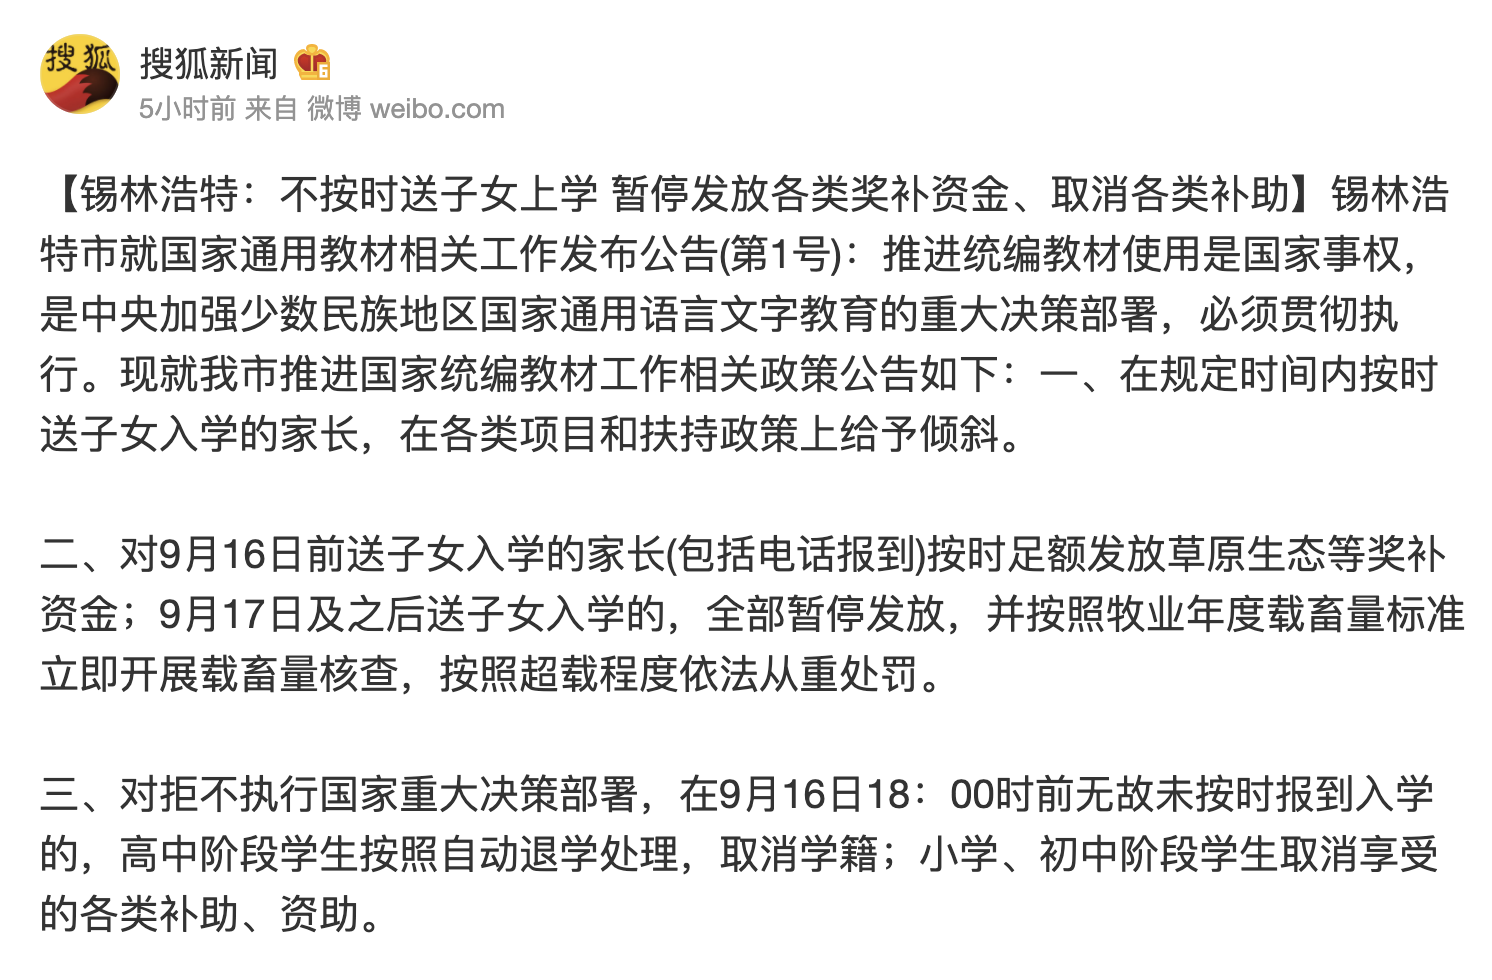 搜狐
搜狐新闻 6
5小时前 来自 微博 weibo.com
【锡林浩特：不按时送子女上学 暂停发放各类奖补资金、取消各类补助】锡林浩
特市就国家通用教材相关工作发布公告(第1号)：推进统编教材使用是国家事权，
是中央加强少数民族地区国家通用语言文字教育的重大决策部署，必须贯彻执
行。现就我市推进国家统编教材工作相关政策公告如下：一、在规定时间内按时
送子女入学的家长，在各类项目和扶持政策上给予倾斜。
二、对9月16日前送子女入学的家长(包括电话报到)按时足额发放草原生态等奖补
资金；9月17日及之后送子女入学的，全部暂停发放，并按照牧业年度载畜量标准
立即开展载畜量核查，按照超载程度依法从重处罚。
三、对拒不执行国家重大决策部署，在9月16日18：00时前无故未按时报到入学
的，高中阶段学生按照自动退学处理，取消学籍；小学、初中阶段学生取消享受
的各类补助、资助。